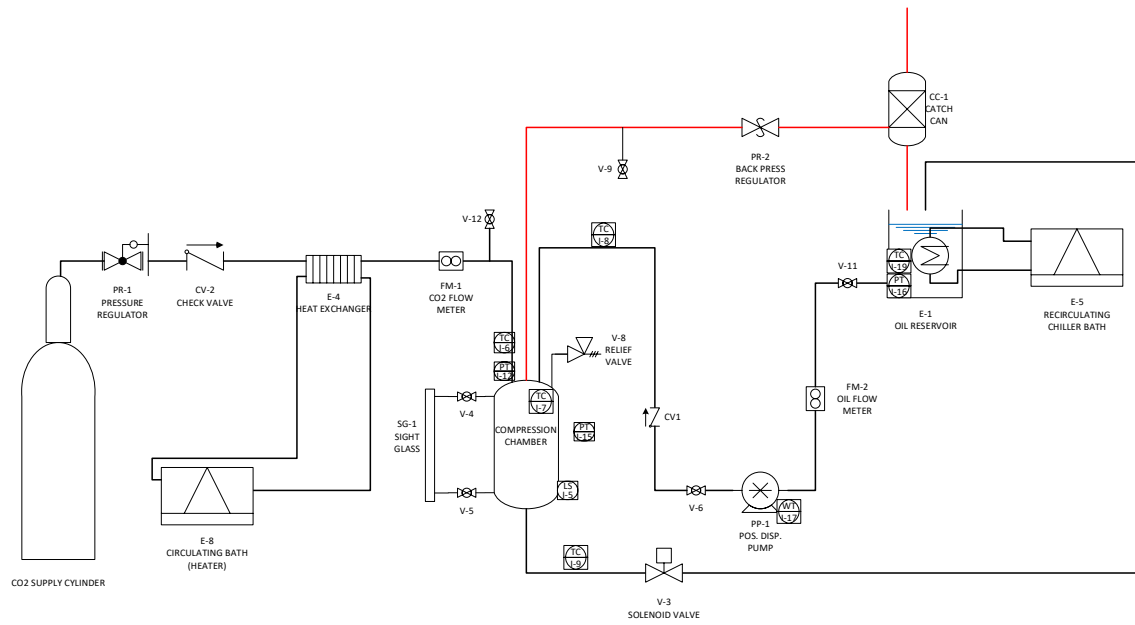 CC-1
CATCH
CAN
PR-2
BACK PRESS
REGULATOR
V-9
V-12
TC
I-8
PR-1
PRESSURE
REGULATOR
CV-2
CHECK VALVE
E-4
HEAT EXCHANGER
FM-1
CO2 FLOW
METER
V-11
TC
I-19
PT
I-16
E-1
OIL RESERVOIR
E-5
RECIRCULATING
CHILLER BATH
TC
I-6
PT
I-12
V-8
RELIEF
VALVE
TC
I-7
V-4
SG-1
SIGHT
GLASS
COMPRESSION
CHAMBER
PT
I-15
CV1
FM-2
OIL FLOW
METER
V-5
LS
I-5
V-6
WT
I-17
PP-1
POS. DISP.
PUMP
E-8
CIRCULATING BATH
(HEATER)
TC
I-9
CO2 SUPPLY CYLINDER
V-3
SOLENOID VALVE